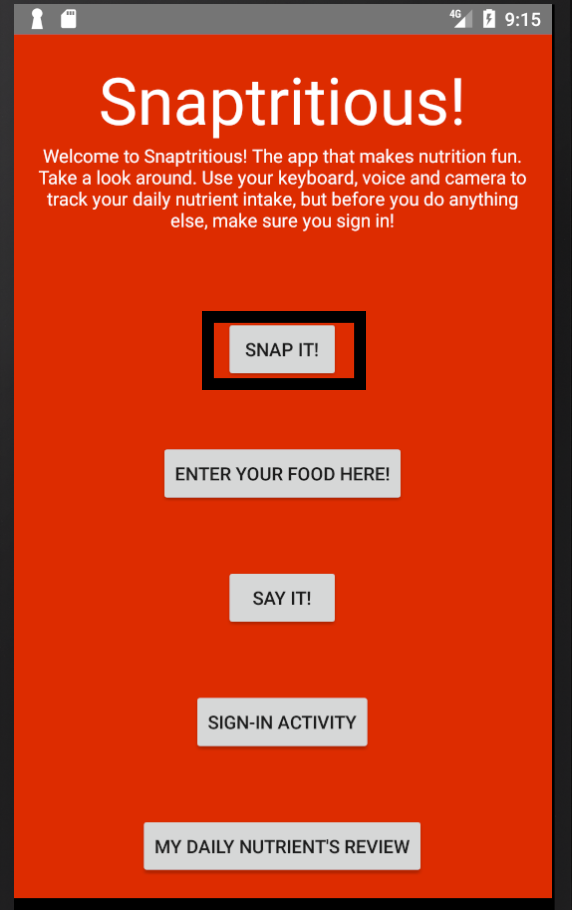 4G 9:15
Snaptritious!
Welcome to Snaptritious! The app that makes nutrition fun.
Take a look around. Use your keyboard, voice and camera to
track your daily nutrient intake, but before you do anything
else, make sure you sign in!
SNAP IT!
ENTER YOUR FOOD HERE!
SAY IT!
SIGN-IN ACTIVITY
MY DAILY NUTRIENT'S REVIEW